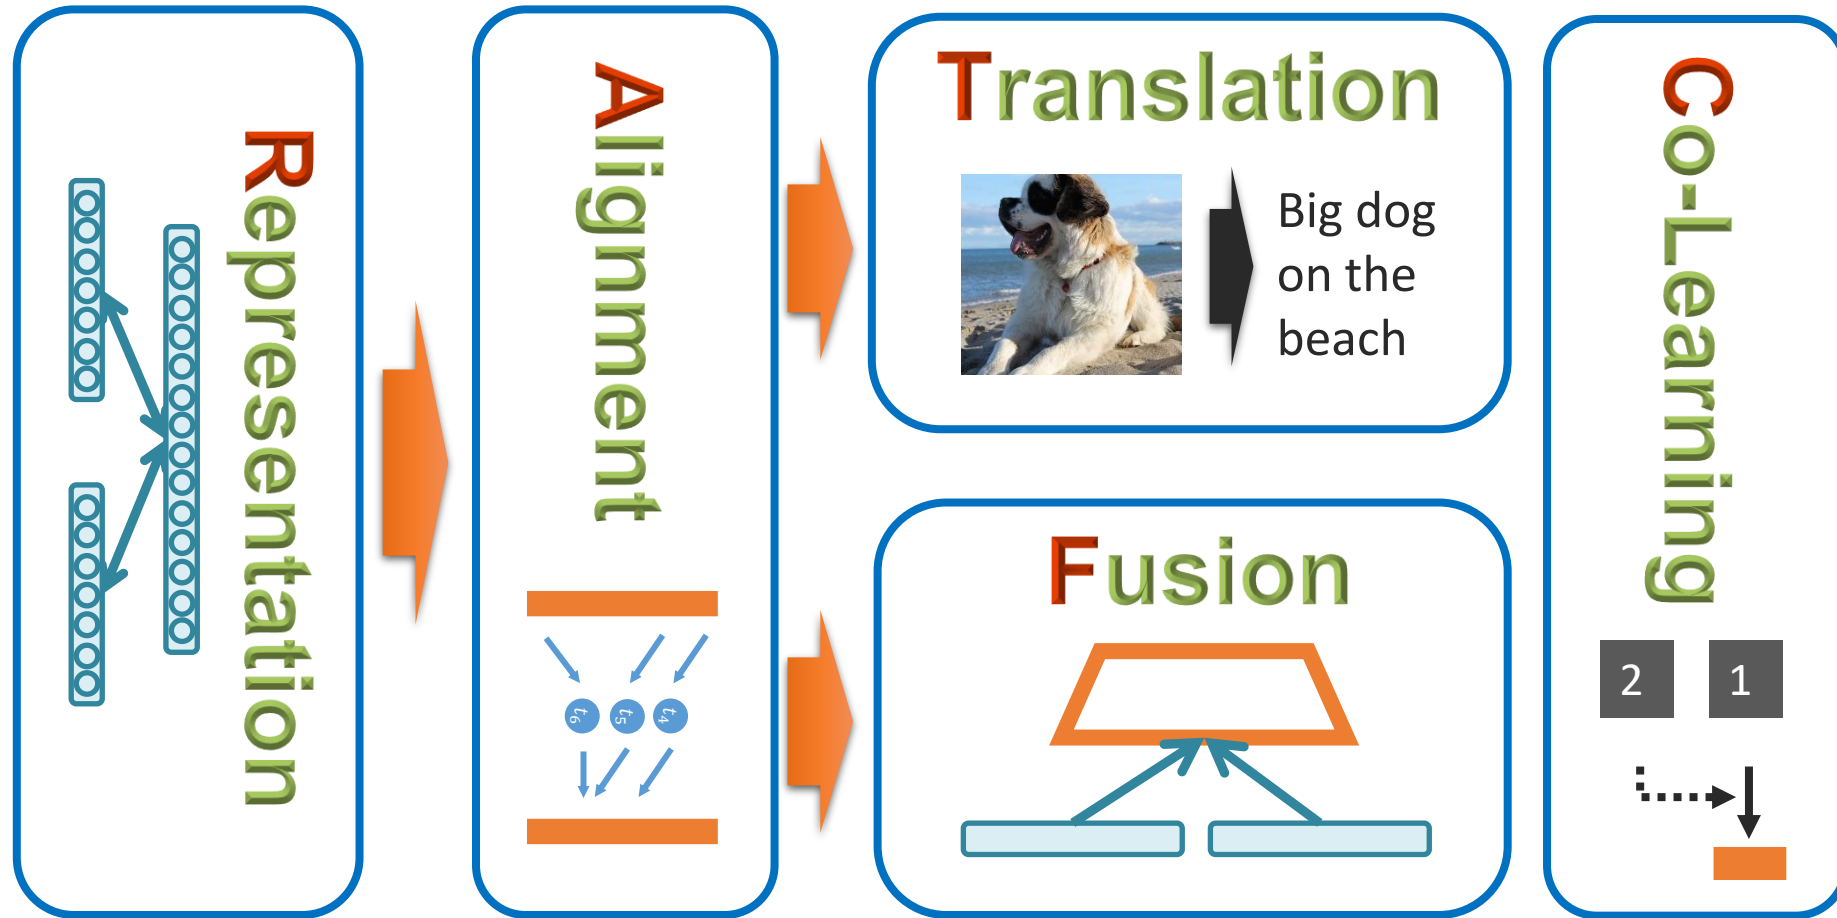 Representation
Alignment
t₆ t₅ t₄
Translation
Big dog
on the
beach
Fusion
Co-Learning
2 1